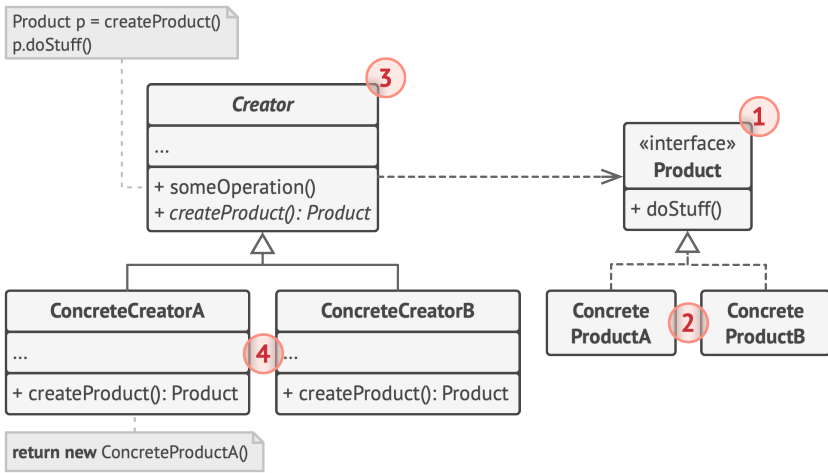 Product p = createProduct()
p.doStuff()
3
Creator
...
+ someOperation()
+ createProduct(): Product
1
«interface»
Product
+ doStuff()
ConcreteCreatorA
...
+ createProduct(): Product
4
ConcreteCreatorB
...
+ createProduct(): Product
Concrete
ProductA
2
Concrete
ProductB
return new ConcreteProductA()